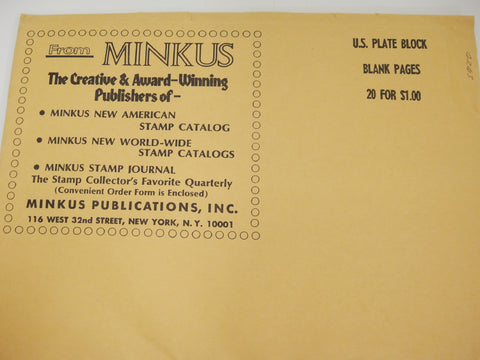 From MINKUS
The Creative & Award-Winning
Publishers of-
• MINKUS NEW AMERICAN
STAMP CATALOG
• MINKUS NEW WORLD-WIDE
STAMP CATALOGS
• MINKUS STAMP JOURNAL
The Stamp Collector's Favorite Quarterly
(Convenient Order Form is Enclosed)
MINKUS PUBLICATIONS, INC.
116 WEST 32nd STREET, NEW YORK, N.Y. 10001
U.S. PLATE BLOCK
BLANK PAGES
20 FOR $1.00